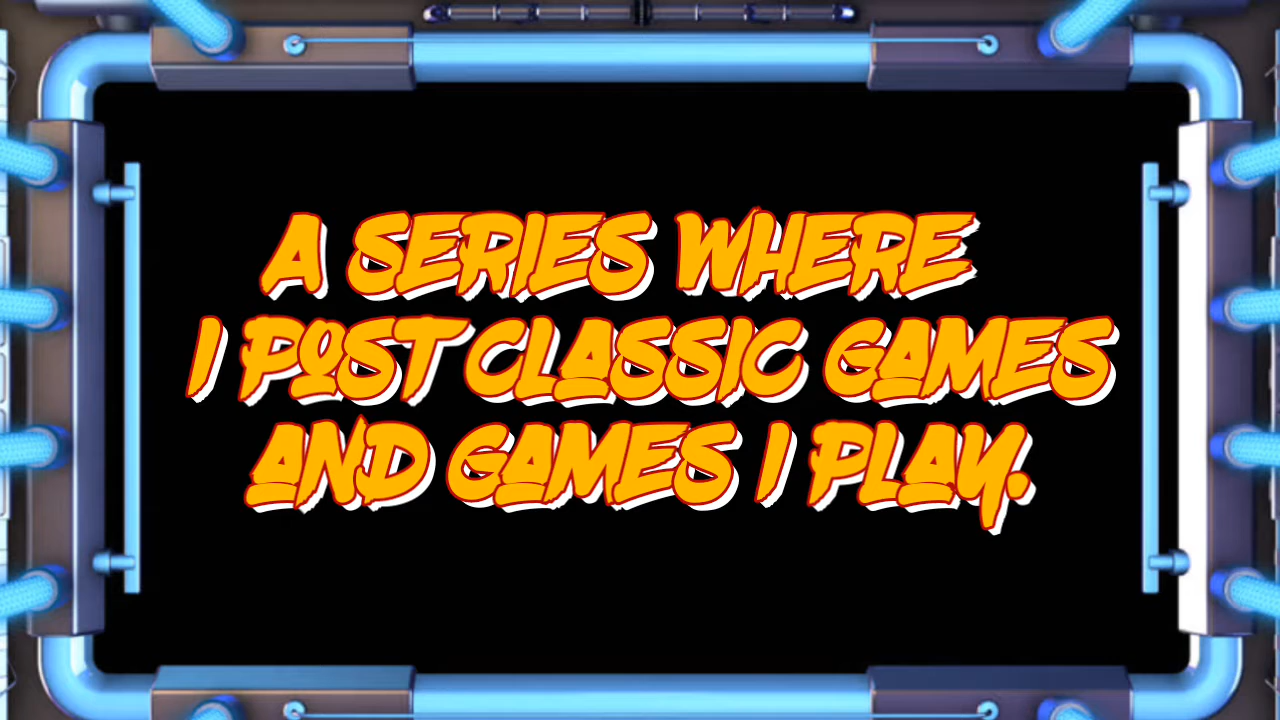 A SERIES WHERE
I POST CLASSIC GAMES
AND GAMES I PLAY.